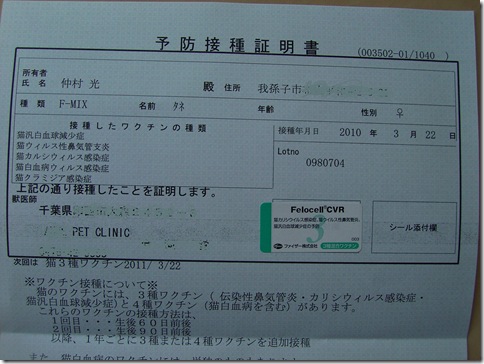 予防接種証明書
(003502-01/1040 )
所有者
氏名 仲村 光 殿 住所 我孫子市
種類 F-MIX 名前 タネ 年齢 性別 ♀
接種したワクチンの種類
接種年月日 2010 年 3 月 22 日
猫汎白血球減少症
猫ウィルス性鼻気管支炎
猫カルシウィルス感染症
猫白血病ウィルス感染症
猫クラミジア感染症
Lotno
0980704
上記の通り接種したことを証明します。
獣医師
千葉県
PET CLINIC
Felocell CVR
3
ファイザー株式会社
シール添付欄
次回は 猫3種ワクチン2011/ 3/22
※ワクチン接種について※
猫のワクチンには、3種ワクチン(伝染性鼻気管炎・カリシウィルス感染症・
猫汎白血球減少症)と4種ワクチン(猫白血病を含む)があります。
これらのワクチンの接種方法は、
1回目・・・生後60日前後
2回目・・・生後90日前後
以降、1年ごとに3種または4種ワクチンを追加接種